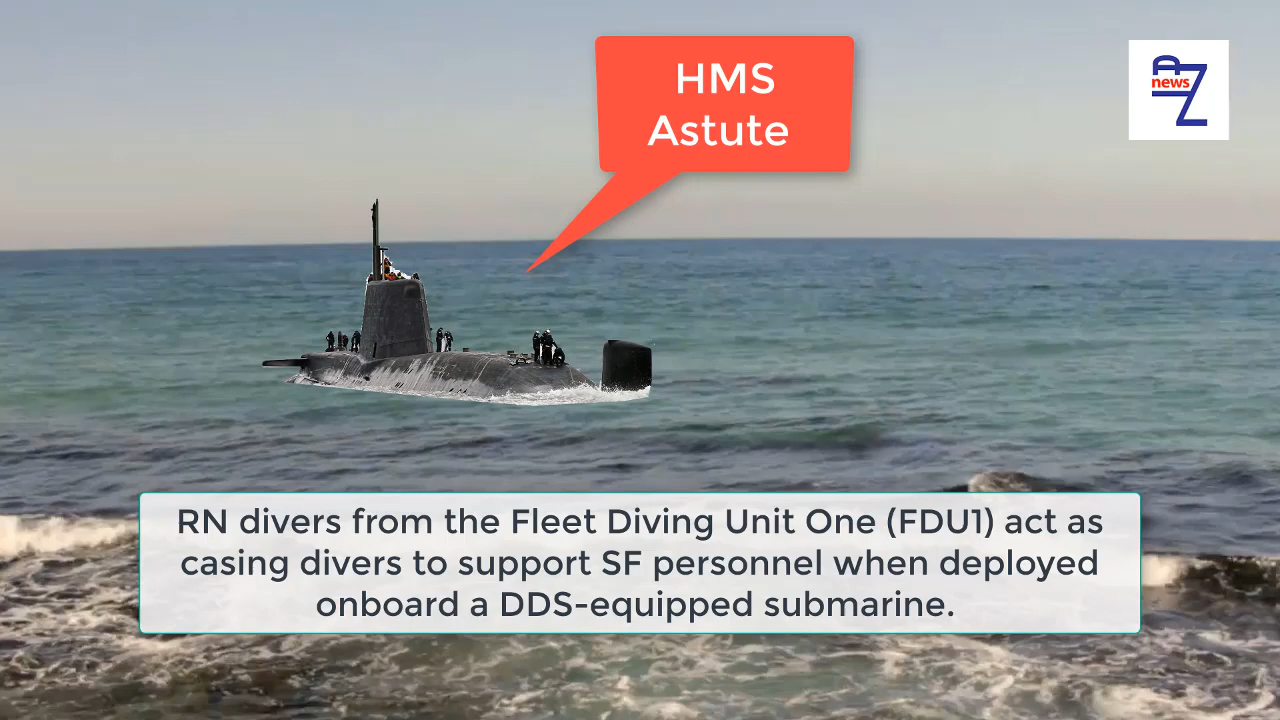 HMS
Astute
A
news
Z
RN divers from the Fleet Diving Unit One (FDU1) act as
casing divers to support SF personnel when deployed
onboard a DDS-equipped submarine.